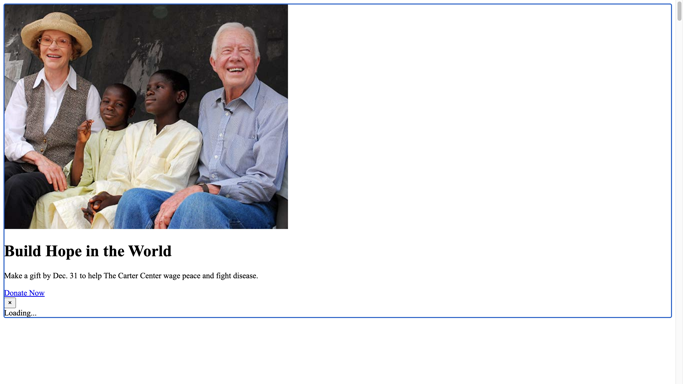 Build Hope in the World
Make a gift by Dec. 31 to help The Carter Center wage peace and fight disease.
Donate Now
×
Loading...